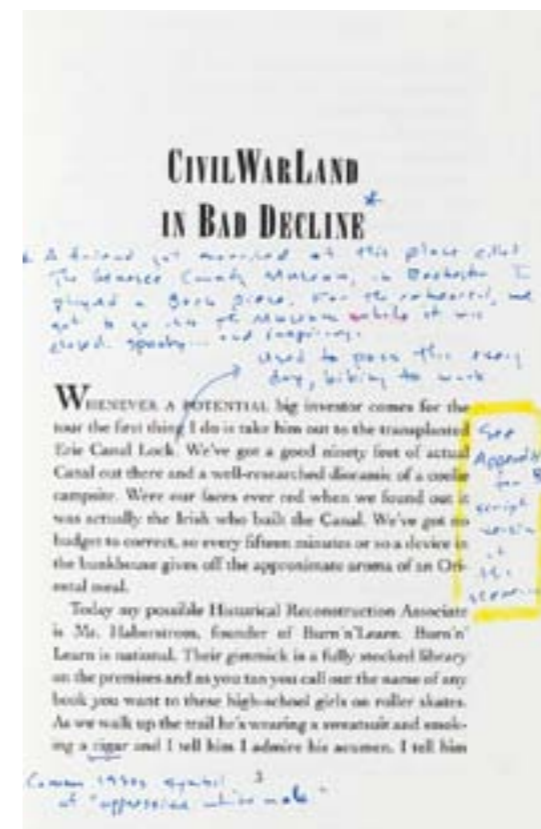 CIVILWARLAND
IN BAD DECLINE*
* A friend got married at this place called
The Genesee County Museum, in Rochester. I
played a Bach piece. For the rehearsal, we
got to go into the Museum while it was
closed. Spooky... and inspiring.
Used to pass this every
day, biking to work
WHENEVER A POTENTIAL big investor comes for the
tour the first thing I do is take him out to the transplanted
Erie Canal Lock. We've got a good ninety feet of actual
Canal out there and a well-researched diorama of a coolie
campsite. Were our faces ever red when we found out it
was actually the Irish who built the Canal. We've got no
budget to correct, so every fifteen minutes or so a device in
the bunkhouse gives off the approximate aroma of an Ori-
ental meal.
See
Appendix
for
script
version
of
this
scene
Today my possible Historical Reconstruction Associate
is Mr. Haberstrom, founder of Burn'n'Learn. Burn'n'
Learn is national. Their gimmick is a fully stocked library
on the premises and as you tan you call out the name of any
book you want to these high-school girls on roller skates.
As we walk up the trail he's wearing a sweatsuit and smok-
ing a cigar and I tell him I admire his acumen. I tell him
3
Common 1990s symbol
of "oppressive white male"